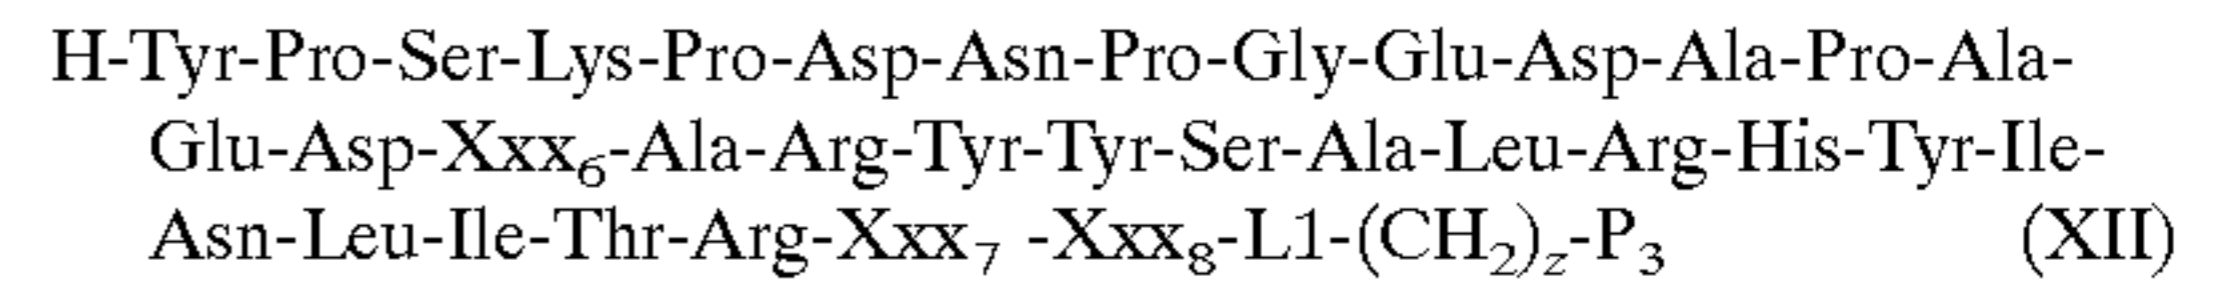 H-Tyr-Pro-Ser-Lys-Pro-Asp-Asn-Pro-Gly-Glu-Asp-Ala-Pro-Ala-
Glu-Asp-Xxx₆-Ala-Arg-Tyr-Tyr-Ser-Ala-Leu-Arg-His-Tyr-Ile-
Asn-Leu-Ile-Thr-Arg-Xxx₇ -Xxx₈-L1-(CH₂)z-P₃ (XII)